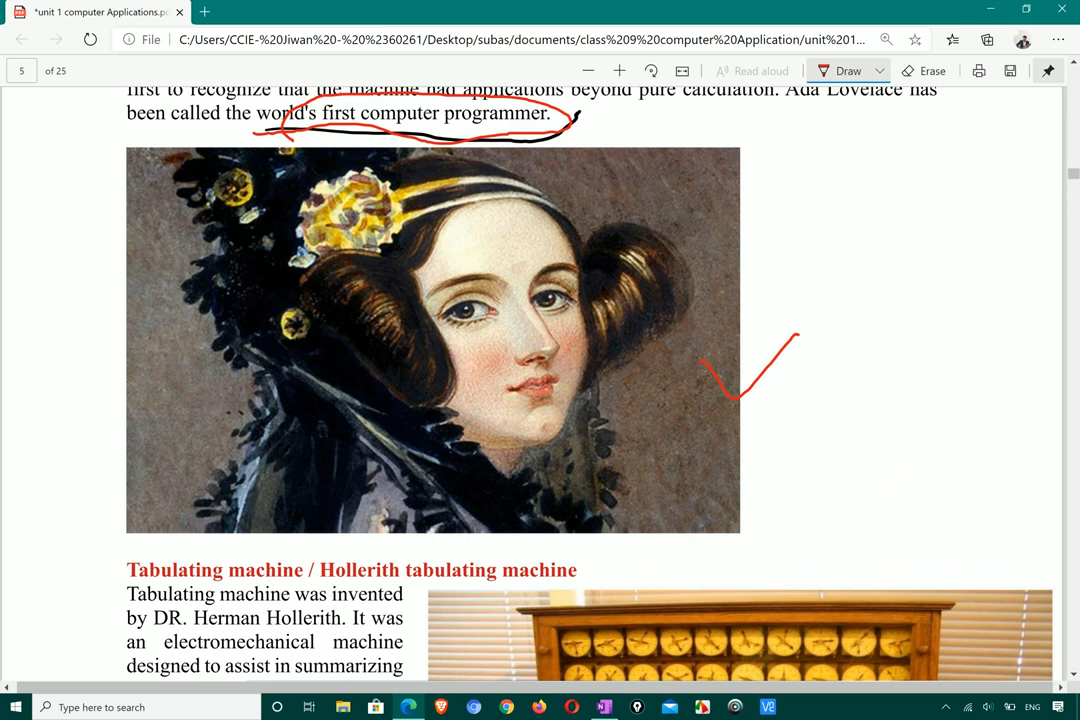 *unit 1 computer Applications.pd
File
C:/Users/CCIE-%20Jiwan%20-%20%2360261/Desktop/subas/documents/class%209%20computer%20Application/unit%201...
5 of 25
Read aloud
Draw
Erase
first to recognize that the machine had applications beyond pure calculation. Ada Lovelace has
been called the world's first computer programmer.
Tabulating machine / Hollerith tabulating machine
Tabulating machine was invented
by DR. Herman Hollerith. It was
an electromechanical machine
designed to assist in summarizing
Type here to search
ENG